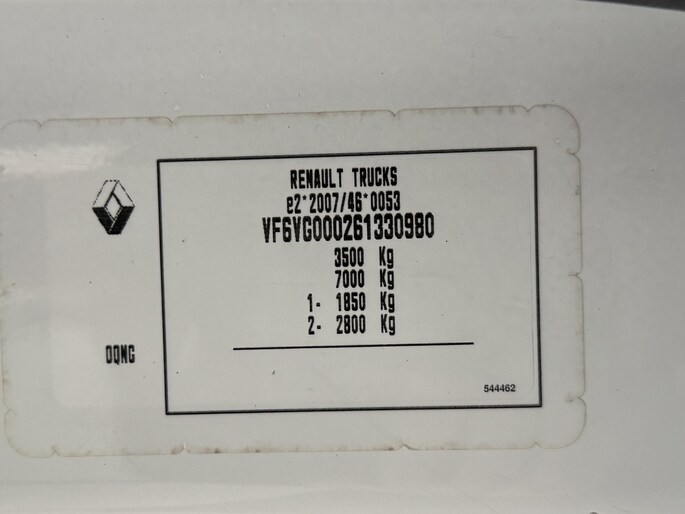 RENAULT TRUCKS
e2*2007/46*0053
VF6VG000261330980
3500 Kg
7000 Kg
1- 1850 Kg
2- 2800 Kg
DQNG
544462